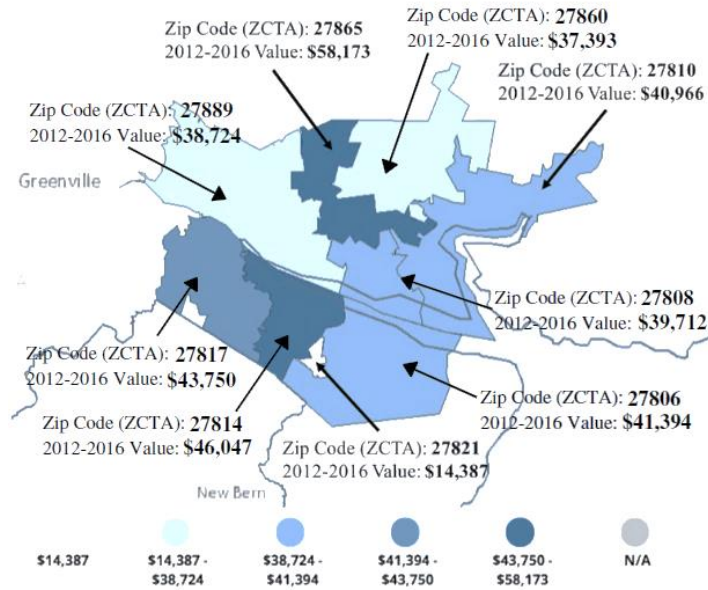 Zip Code (ZCTA): 27860
2012-2016 Value: $37,393
Zip Code (ZCTA): 27865
2012-2016 Value: $58,173
Zip Code (ZCTA): 27810
2012-2016 Value: $40,966
Zip Code (ZCTA): 27889
2012-2016 Value: $38,724
Greenville
Zip Code (ZCTA): 27808
2012-2016 Value: $39,712
Zip Code (ZCTA): 27817
2012-2016 Value: $43,750
Zip Code (ZCTA): 27806
2012-2016 Value: $41,394
Zip Code (ZCTA): 27814
2012-2016 Value: $46,047
Zip Code (ZCTA): 27821
2012-2016 Value: $14,387
New Bern
$14,387
$14,387 -
$38,724
$38,724 -
$41,394
$41,394 -
$43,750
$43,750 -
$58,173
N/A